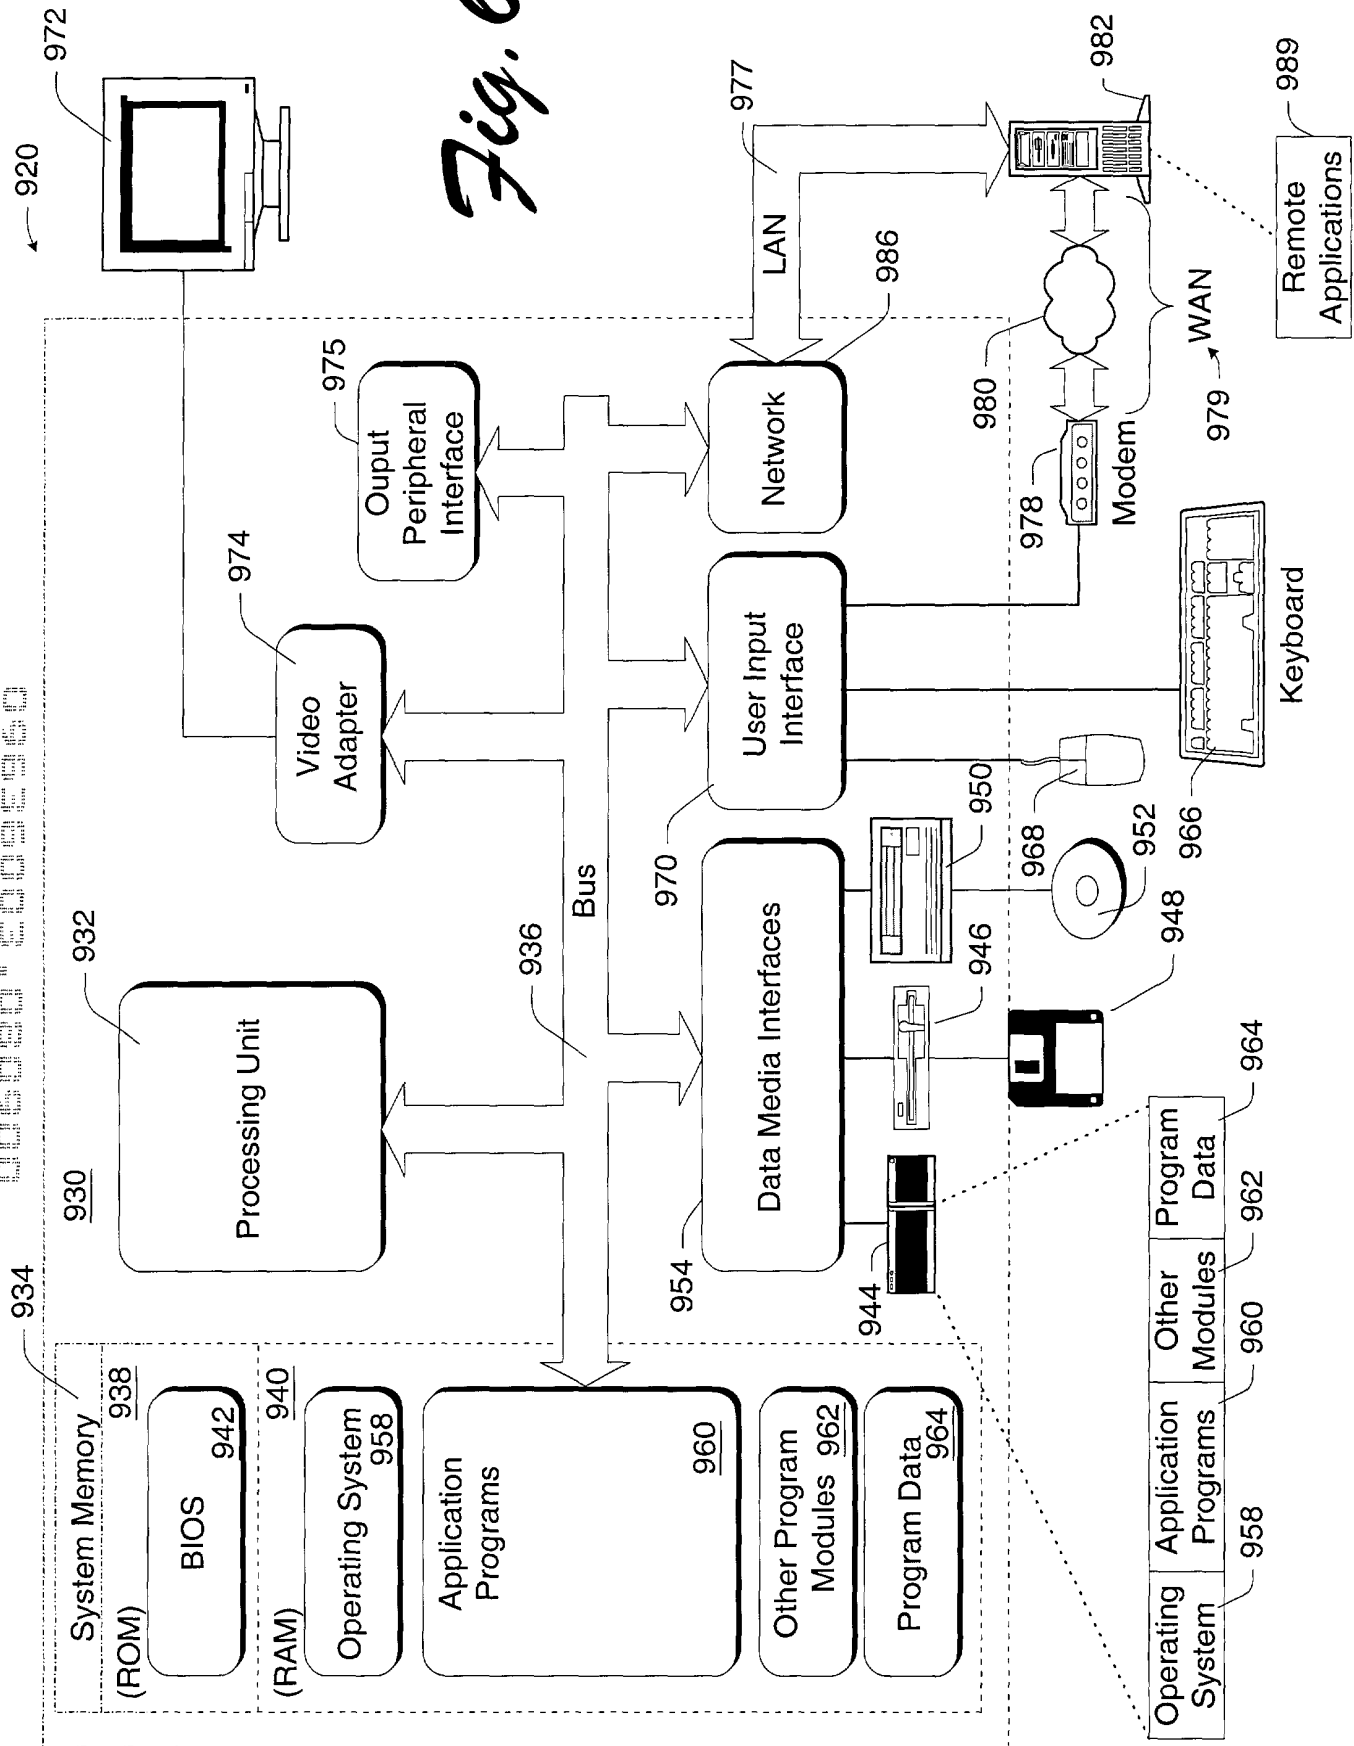 920
972
Fig.
934
System Memory
(ROM)
938
BIOS
942
(RAM)
940
Operating System
958
Application
Programs
960
Other Program
Modules
962
Program Data
964
930
932
Processing Unit
974
Video
Adapter
975
Ouput
Peripheral
Interface
936
Bus
954
Data Media Interfaces
970
User Input
Interface
Network
986
LAN
977
944
946
950
948
952
968
966
Keyboard
978
Modem
980
979
WAN
982
989
Remote
Applications
Operating
System
Application
Programs
Other
Modules
Program
Data
958
960
962
964